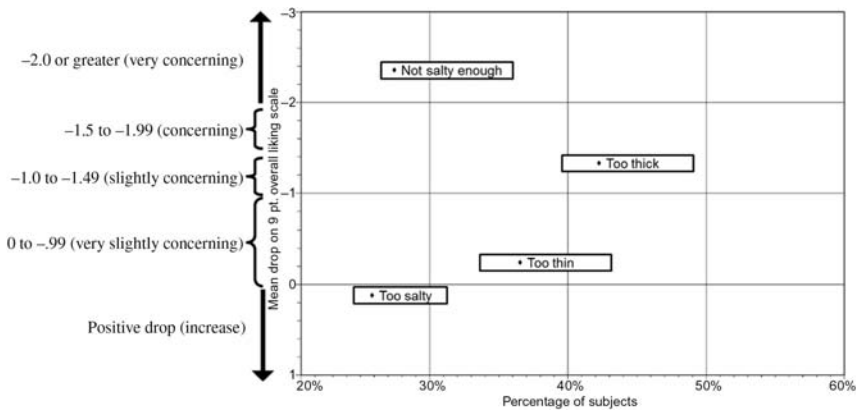 –3
–2.0 or greater (very concerning)
Not salty enough
–2
–1.5 to –1.99 (concerning)
Too thick
–1.0 to –1.49 (slightly concerning)
–1
Mean drop on 9 pt. overall liking scale
0 to –.99 (very slightly concerning)
Too thin
0
Too salty
Positive drop (increase)
1
20% 30% 40% 50% 60%
Percentage of subjects